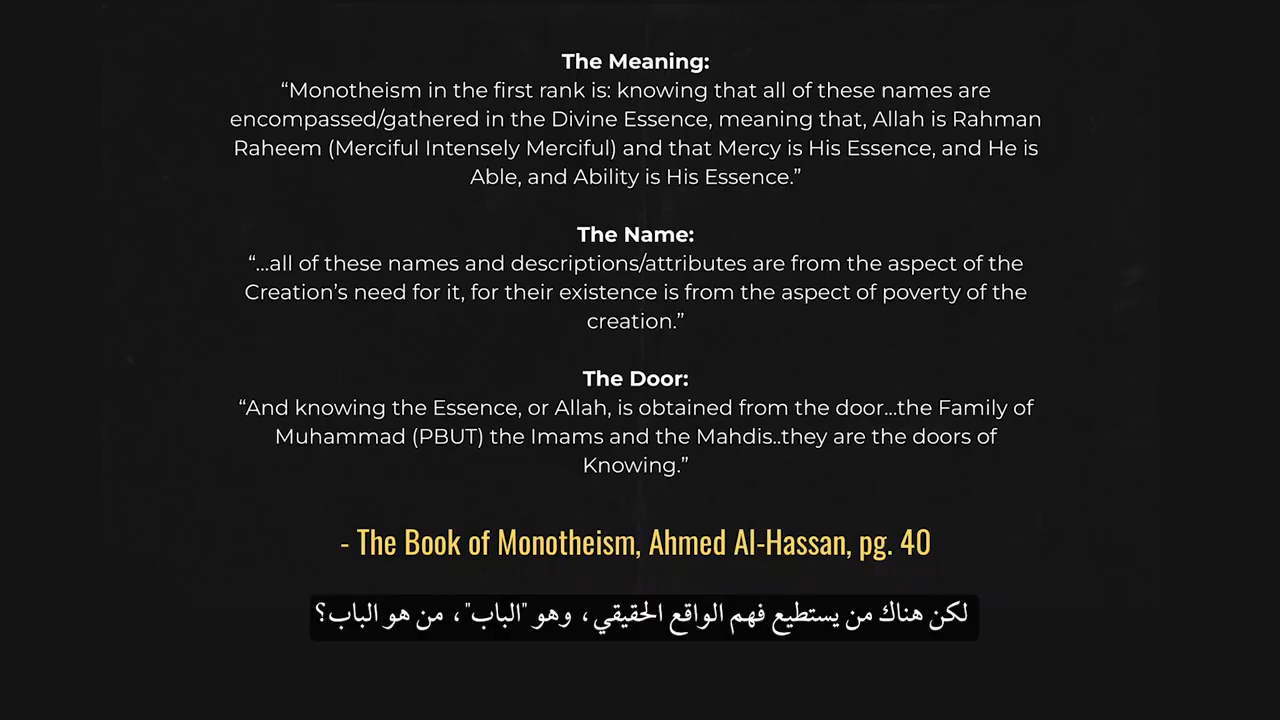 The Meaning:
“Monotheism in the first rank is: knowing that all of these names are
encompassed/gathered in the Divine Essence, meaning that, Allah is Rahman
Raheem (Merciful Intensely Merciful) and that Mercy is His Essence, and He is
Able, and Ability is His Essence.”
The Name:
“...all of these names and descriptions/attributes are from the aspect of the
Creation’s need for it, for their existence is from the aspect of poverty of the
creation.”
The Door:
“And knowing the Essence, or Allah, is obtained from the door...the Family of
Muhammad (PBUT) the Imams and the Mahdis..they are the doors of
Knowing.”
- The Book of Monotheism, Ahmed Al-Hassan, pg. 40
لكن هناك من يستطيع فهم الواقع الحقيقي، وهو "الباب"، من هو الباب؟